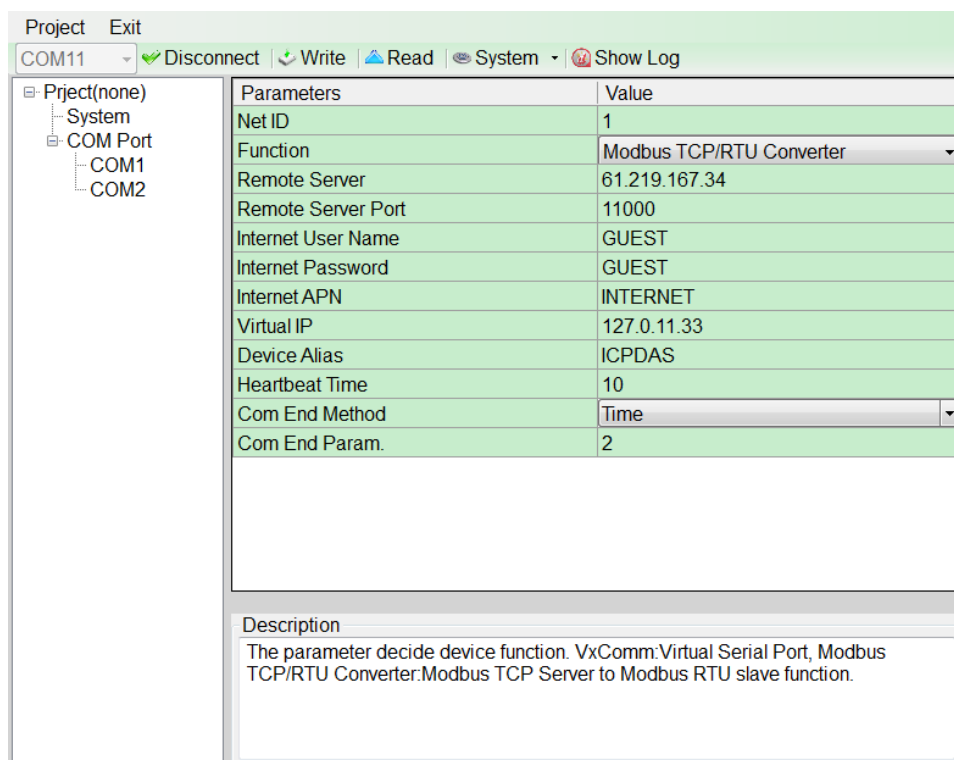 Project Exit
COM11 Disconnect Write Read System Show Log
Prject(none)
System
COM Port
COM1
COM2
Parameters Value
Net ID 1
Function Modbus TCP/RTU Converter
Remote Server 61.219.167.34
Remote Server Port 11000
Internet User Name GUEST
Internet Password GUEST
Internet APN INTERNET
Virtual IP 127.0.11.33
Device Alias ICPDAS
Heartbeat Time 10
Com End Method Time
Com End Param. 2
Description
The parameter decide device function. VxComm:Virtual Serial Port, Modbus
TCP/RTU Converter:Modbus TCP Server to Modbus RTU slave function.